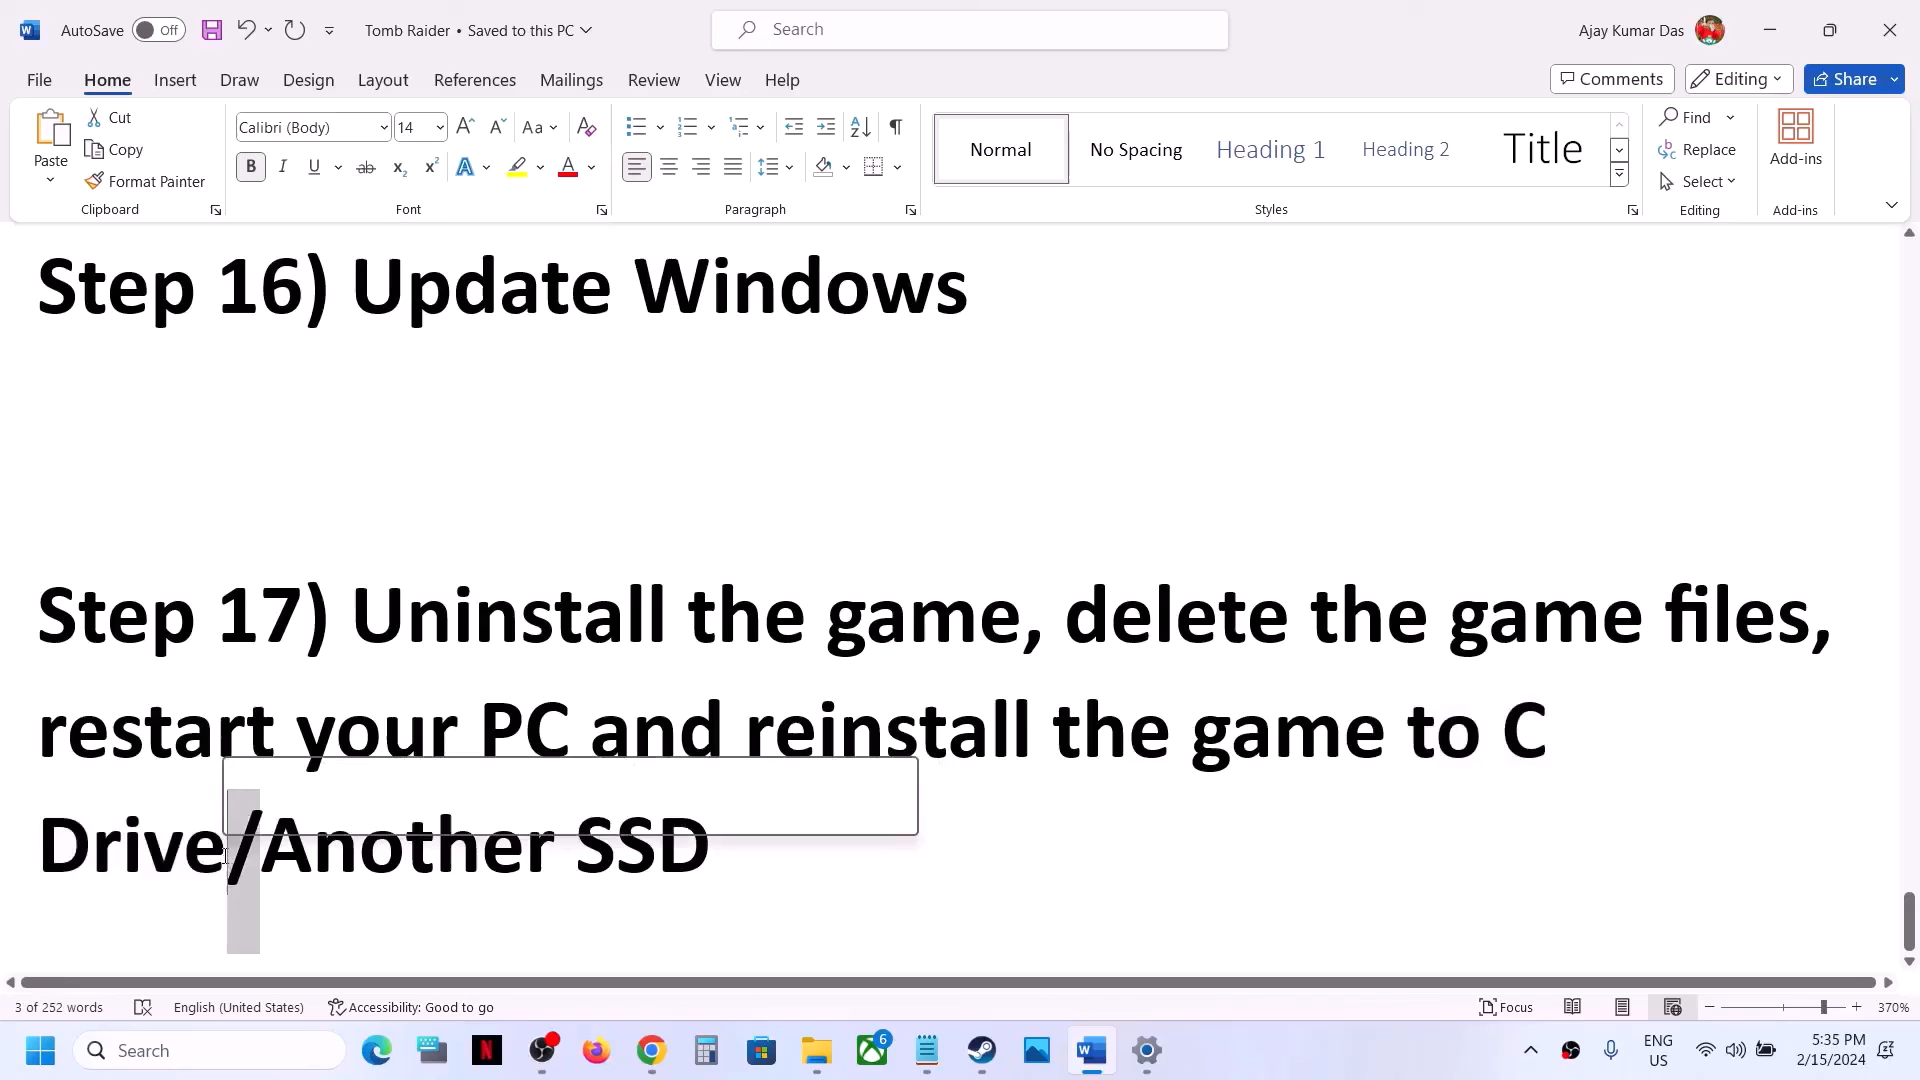 AutoSave Off Tomb Raider • Saved to this PC Search Ajay Kumar Das
File Home Insert Draw Design Layout References Mailings Review View Help Comments Editing Share
Paste Cut Calibri (Body) 14 Aa Normal No Spacing Heading 1 Heading 2 Title Find Add-ins
Copy Replace
Format Painter Select
Clipboard Font Paragraph Styles Editing Add-ins
Step 16) Update Windows
Step 17) Uninstall the game, delete the game files,
restart your PC and reinstall the game to C
Drive/Another SSD
3 of 252 words English (United States) Accessibility: Good to go Focus 370%
Search 6 ENG US 5:35 PM 2/15/2024